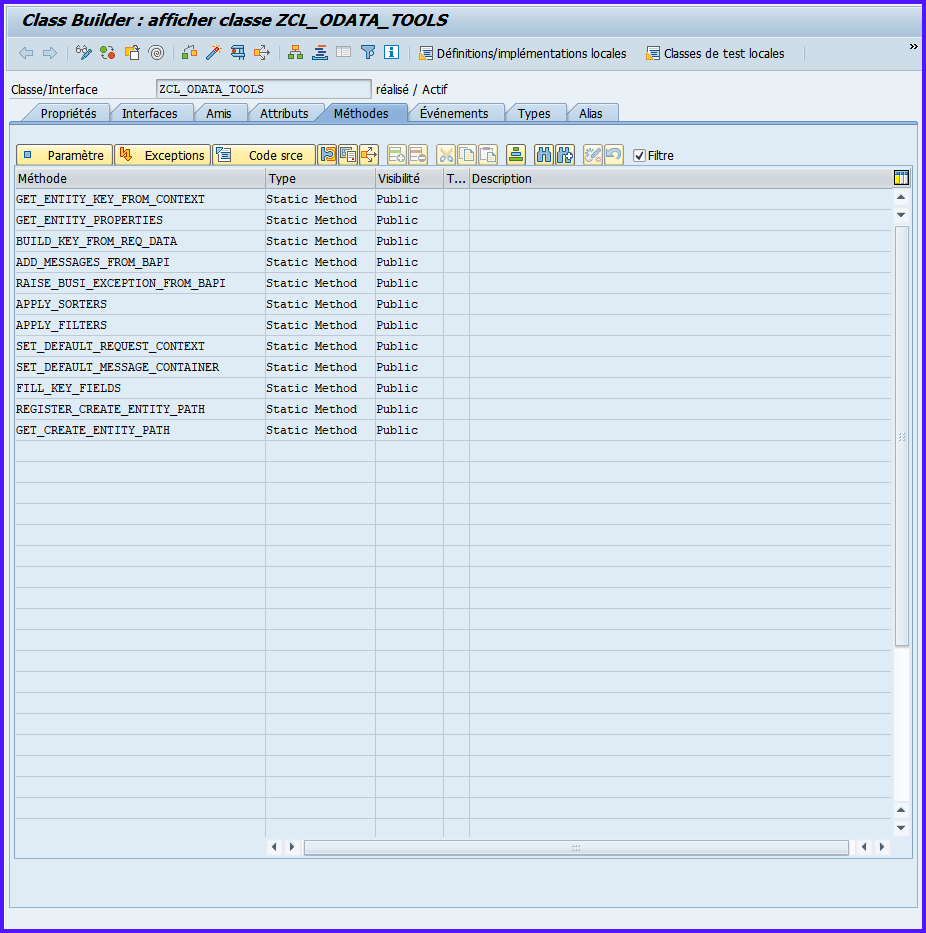 Class Builder : afficher classe ZCL_ODATA_TOOLS
Définitions/implémentations locales Classes de test locales
Classe/Interface ZCL_ODATA_TOOLS réalisé / Actif
Propriétés Interfaces Amis Attributs Méthodes Événements Types Alias
Paramètre Exceptions Code srce Filtre
Méthode Type Visibilité T... Description
GET_ENTITY_KEY_FROM_CONTEXT Static Method Public
GET_ENTITY_PROPERTIES Static Method Public
BUILD_KEY_FROM_REQ_DATA Static Method Public
ADD_MESSAGES_FROM_BAPI Static Method Public
RAISE_BUSI_EXCEPTION_FROM_BAPI Static Method Public
APPLY_SORTERS Static Method Public
APPLY_FILTERS Static Method Public
SET_DEFAULT_REQUEST_CONTEXT Static Method Public
SET_DEFAULT_MESSAGE_CONTAINER Static Method Public
FILL_KEY_FIELDS Static Method Public
REGISTER_CREATE_ENTITY_PATH Static Method Public
GET_CREATE_ENTITY_PATH Static Method Public